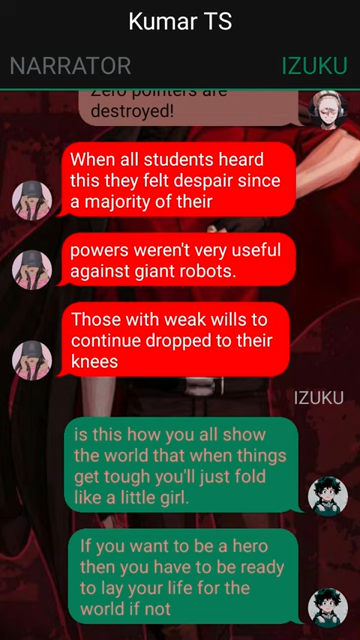 Kumar TS
NARRATOR
IZUKU
Zero pointers are
destroyed!
When all students heard
this they felt despair since
a majority of their
powers weren't very useful
against giant robots.
Those with weak wills to
continue dropped to their
knees
IZUKU
is this how you all show
the world that when things
get tough you'll just fold
like a little girl.
If you want to be a hero
then you have to be ready
to lay your life for the
world if not